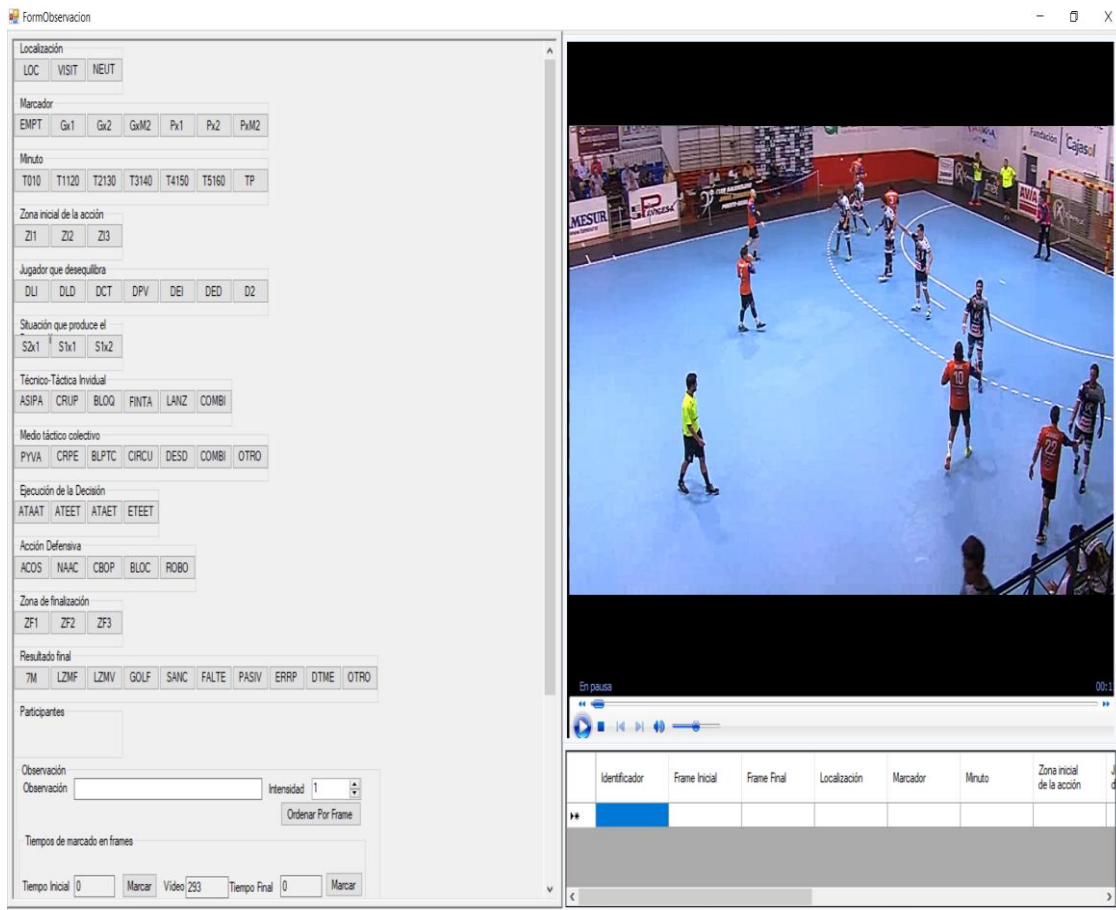 FormObservacion
Localización
LOC VISIT NEUT
Marcador
EMPT Gx1 Gx2 GxM2 Px1 Px2 PxM2
Minuto
T010 T1120 T2130 T3140 T4150 T5160 TP
Zona inicial de la acción
ZI1 ZI2 ZI3
Jugador que desequilibra
DLI DLD DCT DPV DEI DED D2
Situación que produce el
S2x1 S1x1 S1x2
Técnico-Táctica Invidual
ASIPA CRUP BLOQ FINTA LANZ COMBI
Medio táctico colectivo
PYVA CRPE BLPTC CIRCU DESD COMBI OTRO
Ejecución de la Decisión
ATAAT ATEET ATAET ETEET
Acción Defensiva
ACOS NAAC CBOP BLOC ROBO
Zona de finalización
ZF1 ZF2 ZF3
Resultado final
7M LZMF LZMV GOLF SANC FALTE PASIV ERRP DTME OTRO
Participantes
Observación
Observación Intensidad 1
Ordenar Por Frame
Tiempos de marcado en frames
Tiempo Inicial 0 Marcar Vídeo 293 Tiempo Final 0 Marcar
Fundación
Cajasol
AMESUR
10
22
En pausa 00:1
Identificador Frame Inicial Frame Final Localización Marcador Minuto Zona inicial
de la acción